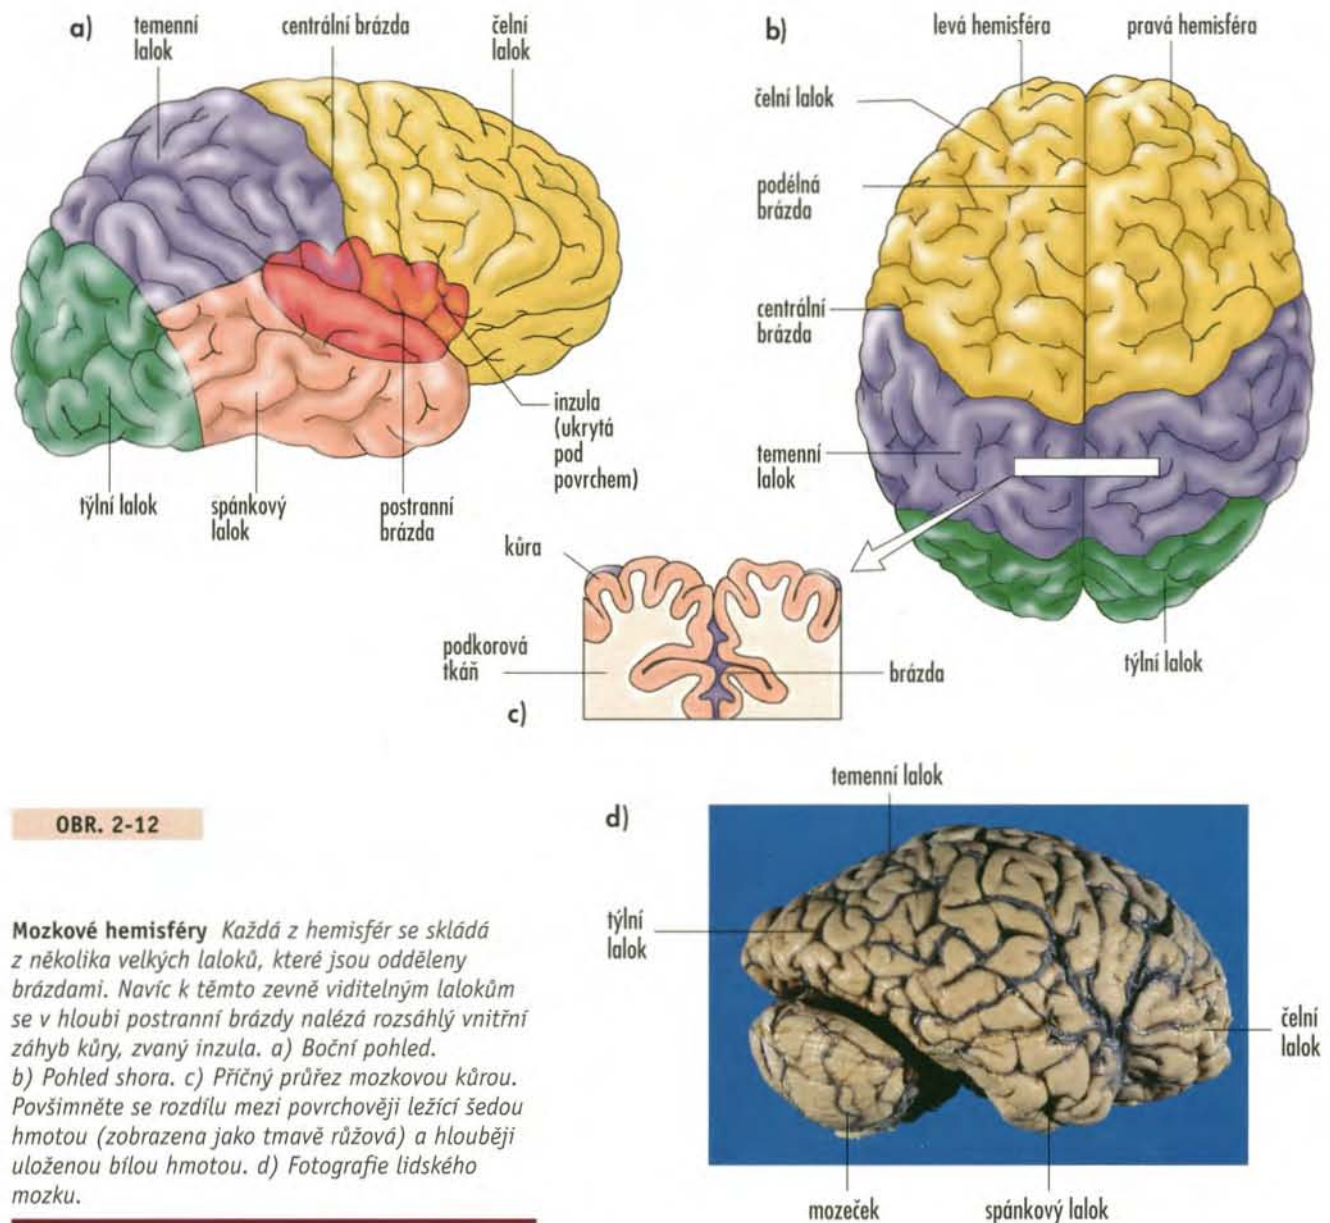 a)
temenní
lalok
centrální brázda
čelní
lalok
inzula
(ukrytá
pod
povrchem)
týlní lalok
spánkový
lalok
postranní
brázda
b)
levá hemisféra
pravá hemisféra
čelní lalok
podélná
brázda
centrální
brázda
temenní
lalok
týlní lalok
kůra
podkorová
tkáň
brázda
c)
OBR. 2-12
Mozkové hemisféry Každá z hemisfér se skládá
z několika velkých laloků, které jsou odděleny
brázdami. Navíc k těmto zevně viditelným lalokům
se v hloubi postranní brázdy nalézá rozsáhlý vnitřní
záhyb kůry, zvaný inzula. a) Boční pohled.
b) Pohled shora. c) Příčný průřez mozkovou kůrou.
Povšimněte se rozdílu mezi povrchověji ležící šedou
hmotou (zobrazena jako tmavě růžová) a hlouběji
uloženou bílou hmotou. d) Fotografie lidského
mozku.
d)
temenní lalok
týlní
lalok
čelní
lalok
mozeček
spánkový lalok